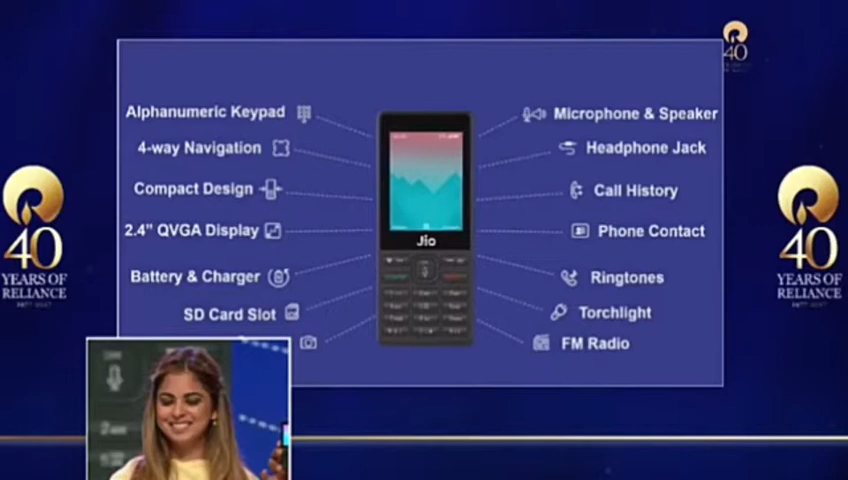 40
Alphanumeric Keypad
Microphone & Speaker
4-way Navigation
Headphone Jack
Compact Design
Call History
2.4” QVGA Display
Phone Contact
Jio
Battery & Charger
Ringtones
SD Card Slot
Torchlight
FM Radio
40
YEARS OF
RELIANCE
40
YEARS OF
RELIANCE